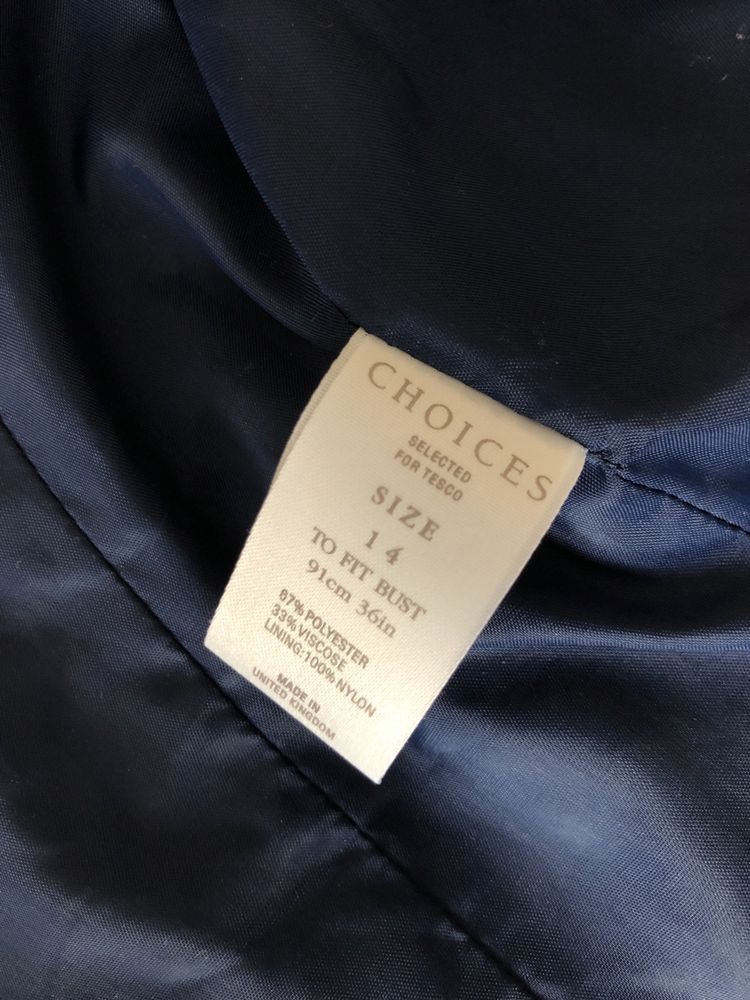 CHOICES
SELECTED
FOR TESCO
SIZE
14
TO FIT BUST
91cm 36in
67% POLYESTER
33% VISCOSE
LINING:100% NYLON
MADE IN
UNITED KINGDOM